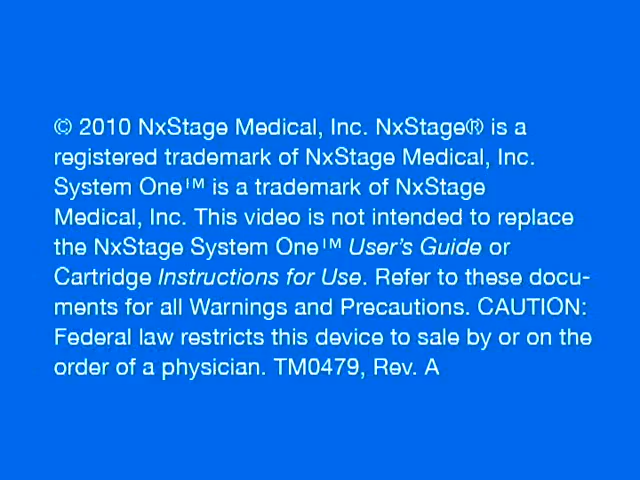 © 2010 NxStage Medical, Inc. NxStage® is a
registered trademark of NxStage Medical, Inc.
System One™ is a trademark of NxStage
Medical, Inc. This video is not intended to replace
the NxStage System One™ User's Guide or
Cartridge Instructions for Use. Refer to these docu-
ments for all Warnings and Precautions. CAUTION:
Federal law restricts this device to sale by or on the
order of a physician. TM0479, Rev. A